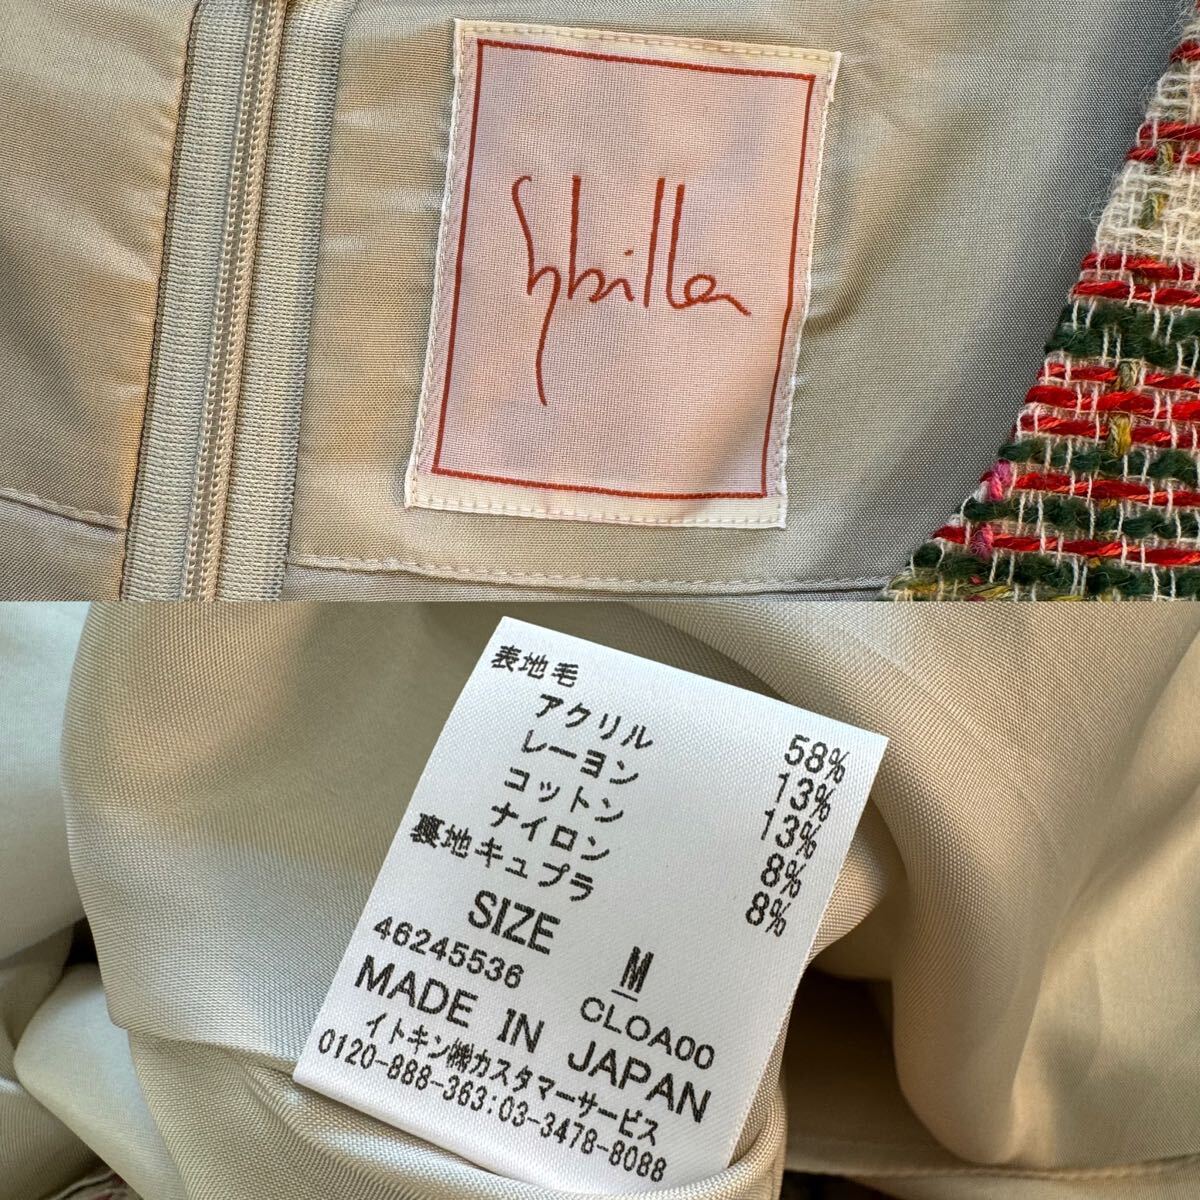 Sybilla
表地毛 58%
アクリル 13%
レーヨン 13%
コットン 8%
ナイロン 8%
裏地キュプラ
SIZE M
46245536 CLOA00
MADE IN JAPAN
イトキン㈱カスタマーサービス
0120-888-363:03-3478-8088